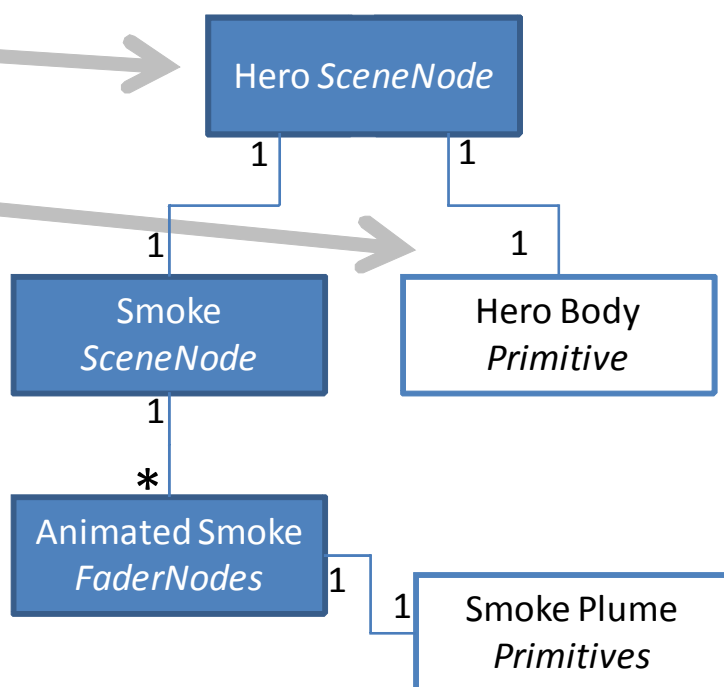 Hero SceneNode
1
1
1
1
Smoke
SceneNode
Hero Body
Primitive
1
*
Animated Smoke
FaderNodes
1
1
Smoke Plume
Primitives